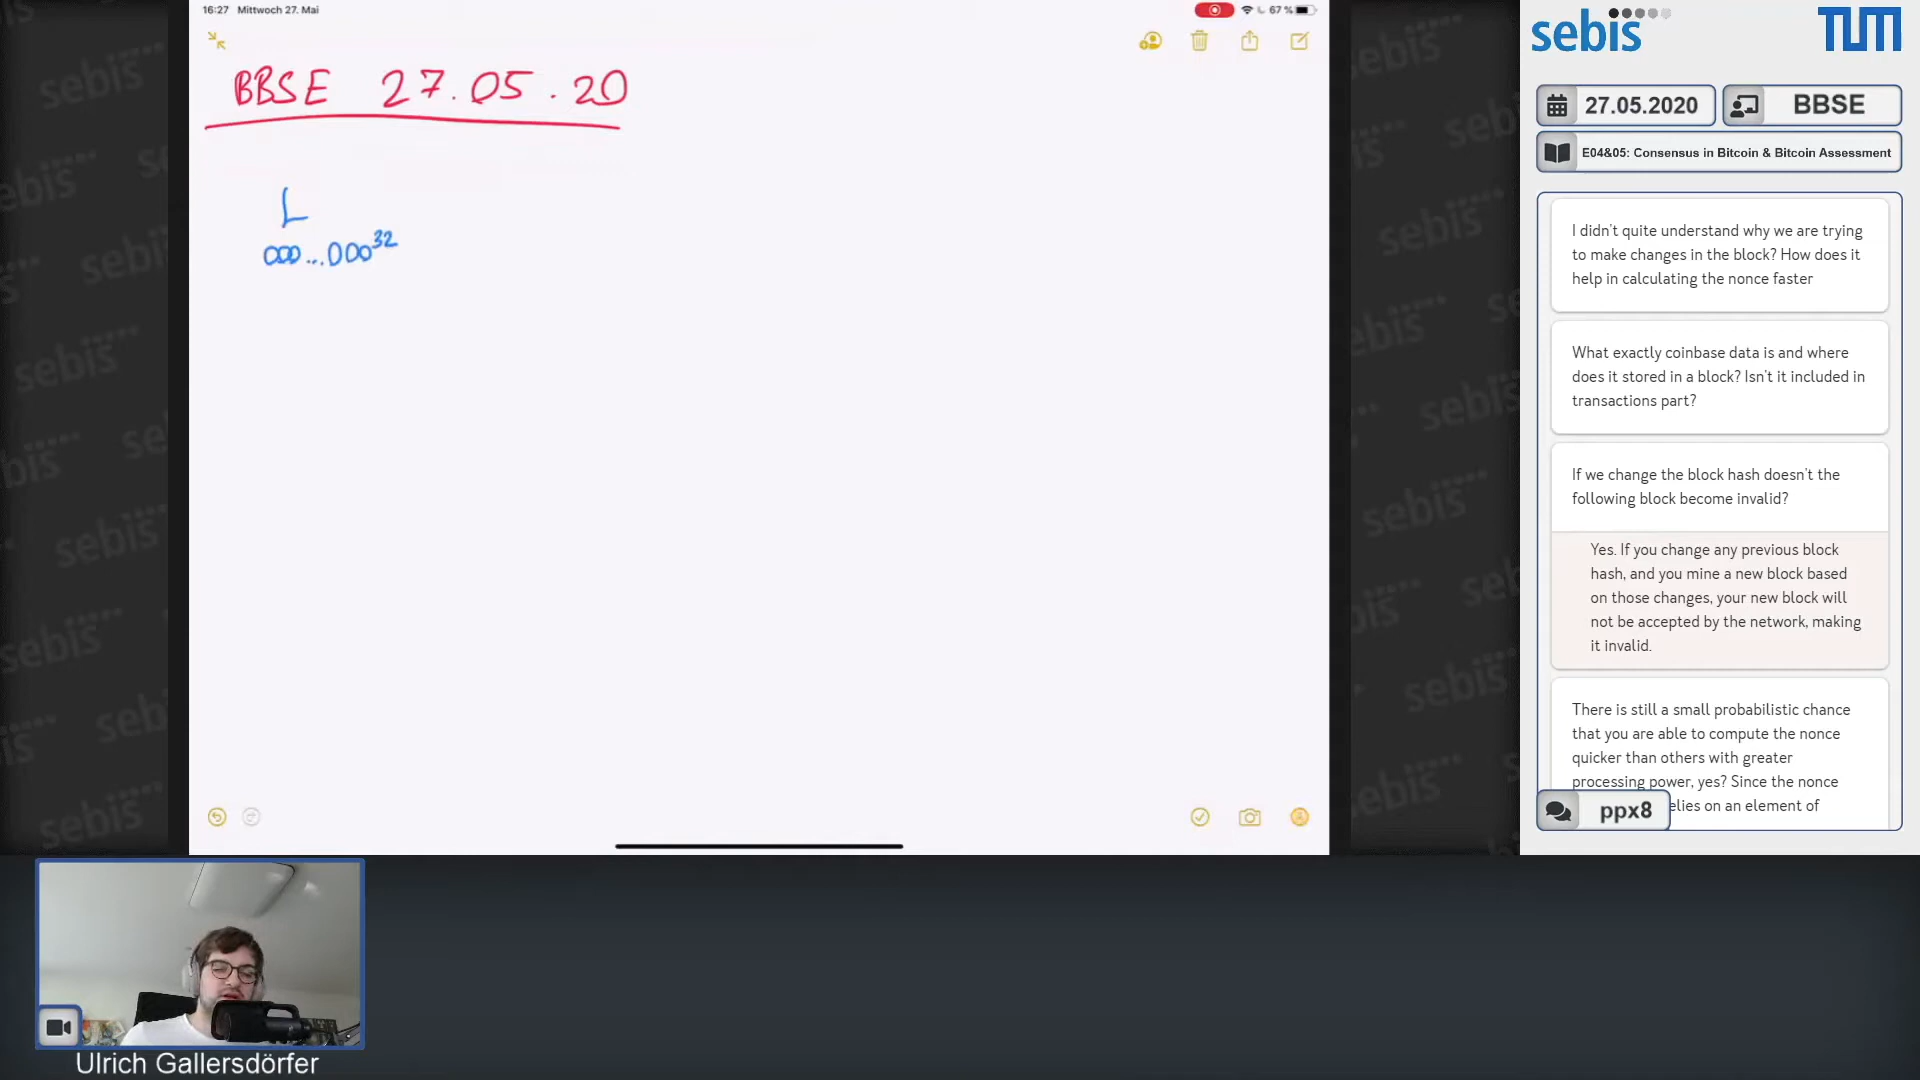 16:27 Mittwoch 27. Mai
67 %
BBSE 27.05.20
L
000...000 32
sebis
TUM
27.05.2020
BBSE
E04&05: Consensus in Bitcoin & Bitcoin Assessment
I didn't quite understand why we are trying
to make changes in the block? How does it
help in calculating the nonce faster
What exactly coinbase data is and where
does it stored in a block? Isn't it included in
transactions part?
If we change the block hash doesn't the
following block become invalid?
Yes. If you change any previous block
hash, and you mine a new block based
on those changes, your new block will
not be accepted by the network, making
it invalid.
There is still a small probabilistic chance
that you are able to compute the nonce
quicker than others with greater
processing power, yes? Since the nonce
elies on an element of
ppx8
Ulrich Gallersdörfer